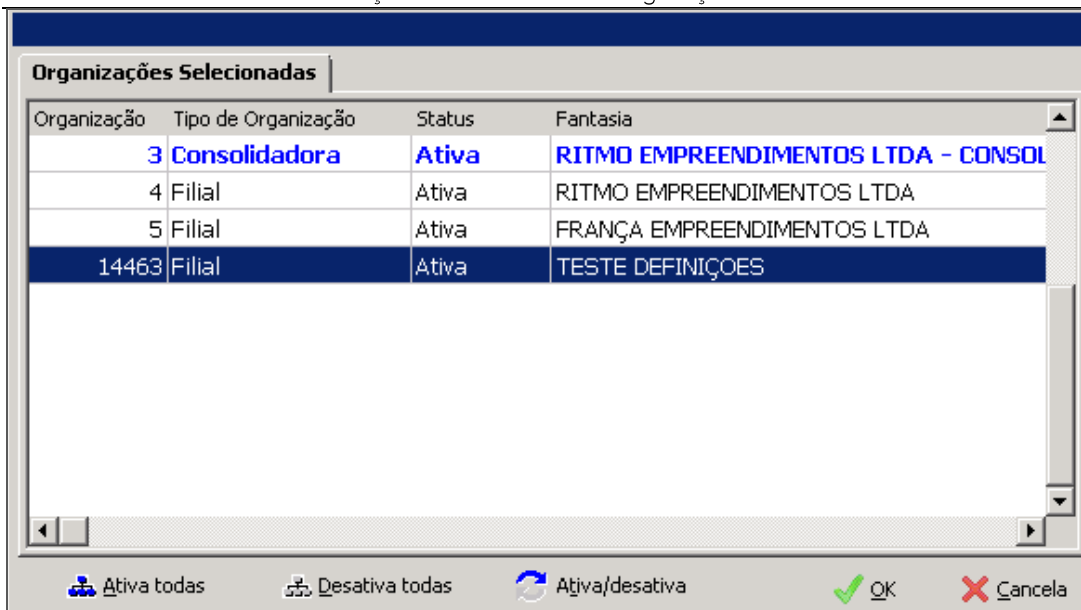 Organizações Selecionadas
Organização Tipo de Organização Status Fantasia
3 Consolidadora Ativa RITMO EMPREENDIMENTOS LTDA - CONSOL
4 Filial Ativa RITMO EMPREENDIMENTOS LTDA
5 Filial Ativa FRANÇA EMPREENDIMENTOS LTDA
14463 Filial Ativa TESTE DEFINIÇOES
Ativa todas Desativa todas Ativa/desativa OK Cancela